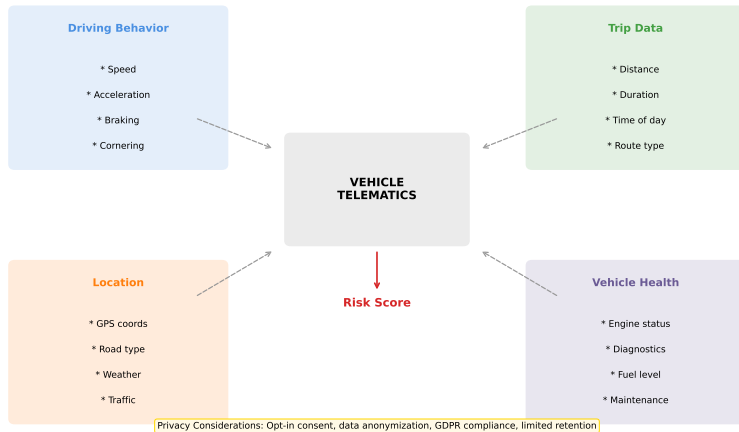 Driving Behavior
* Speed
* Acceleration
* Braking
* Cornering
Trip Data
* Distance
* Duration
* Time of day
* Route type
VEHICLE
TELEMATICS
Risk Score
Location
* GPS coords
* Road type
* Weather
* Traffic
Vehicle Health
* Engine status
* Diagnostics
* Fuel level
* Maintenance
Privacy Considerations: Opt-in consent, data anonymization, GDPR compliance, limited retention